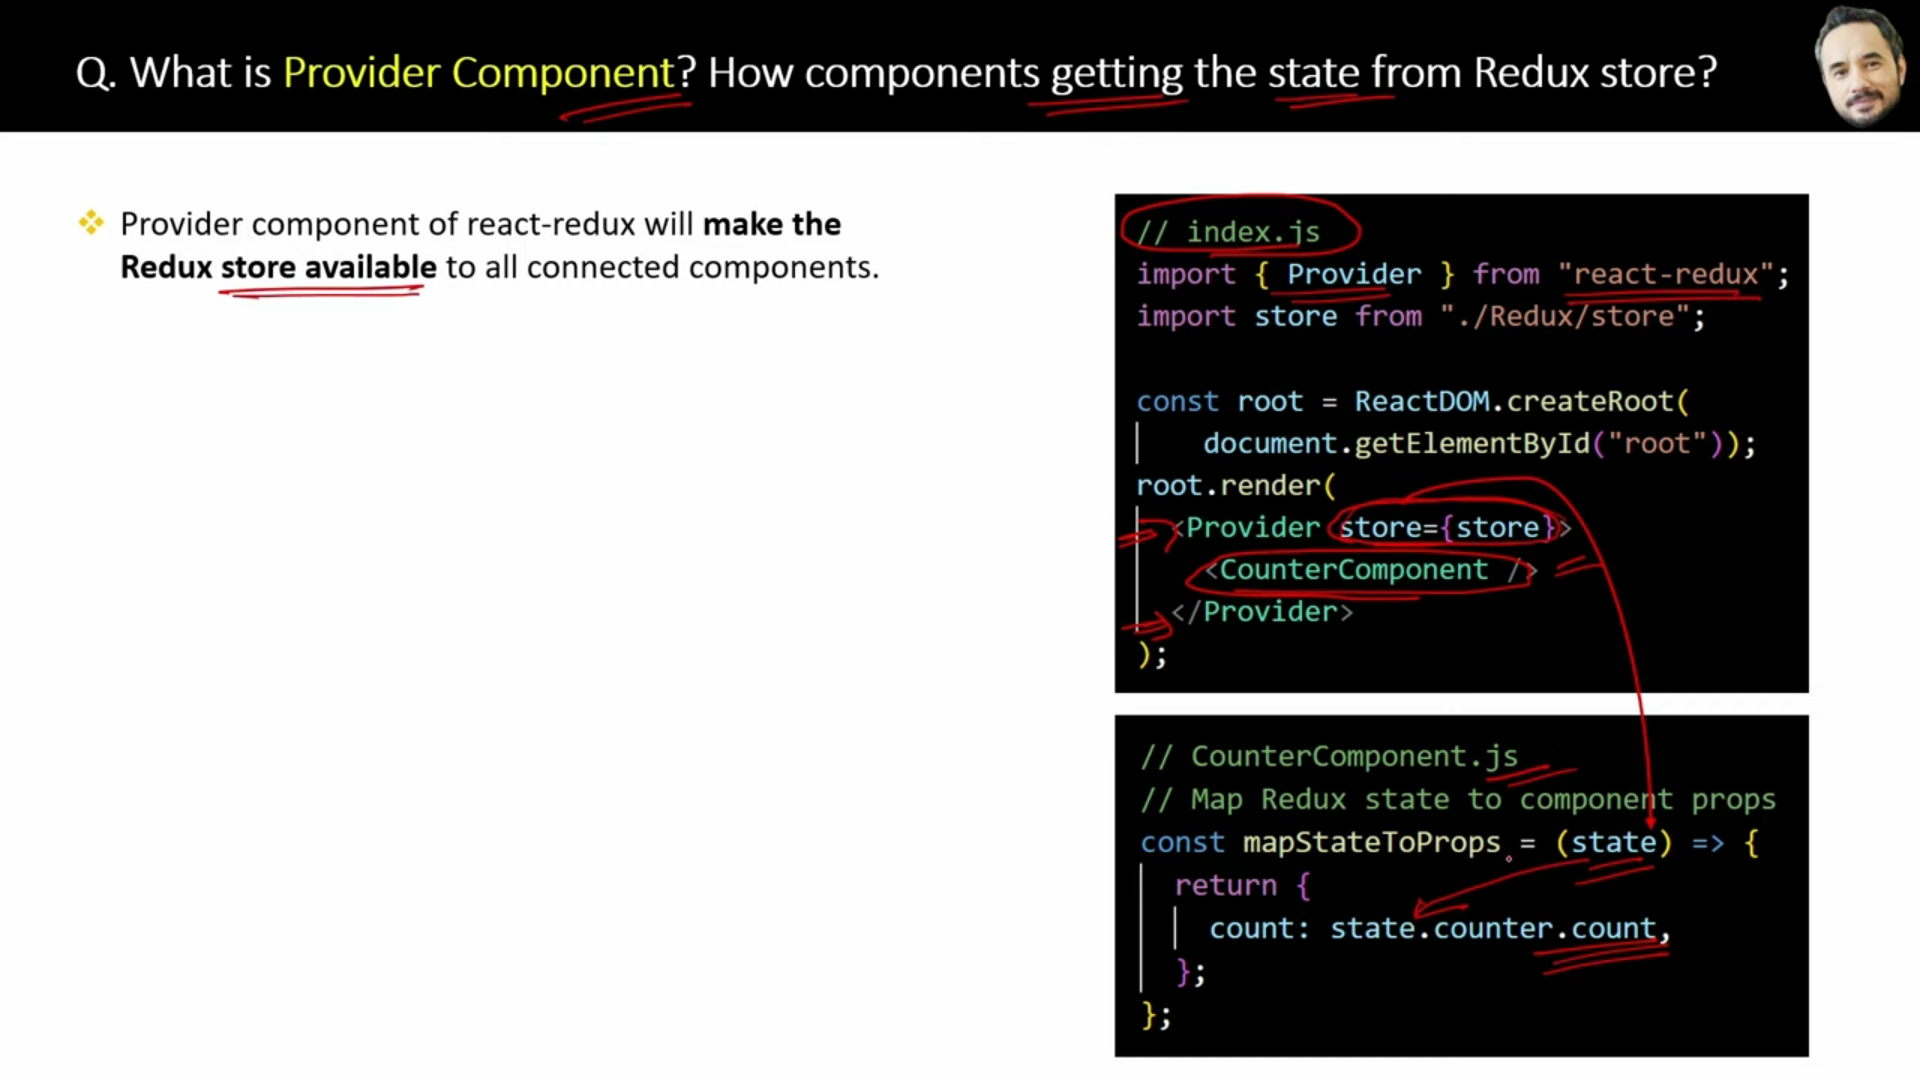 Q. What is Provider Component? How components getting the state from Redux store?
Provider component of react-redux will make the
Redux store available to all connected components.
// index.js
import { Provider } from "react-redux";
import store from "./Redux/store";
const root = ReactDOM.createRoot(
document.getElementById("root"));
root.render(
<Provider store={store}>
<CounterComponent />
</Provider>
);
// CounterComponent.js
// Map Redux state to component props
const mapStateToProps = (state) => {
return {
count: state.counter.count,
};
};